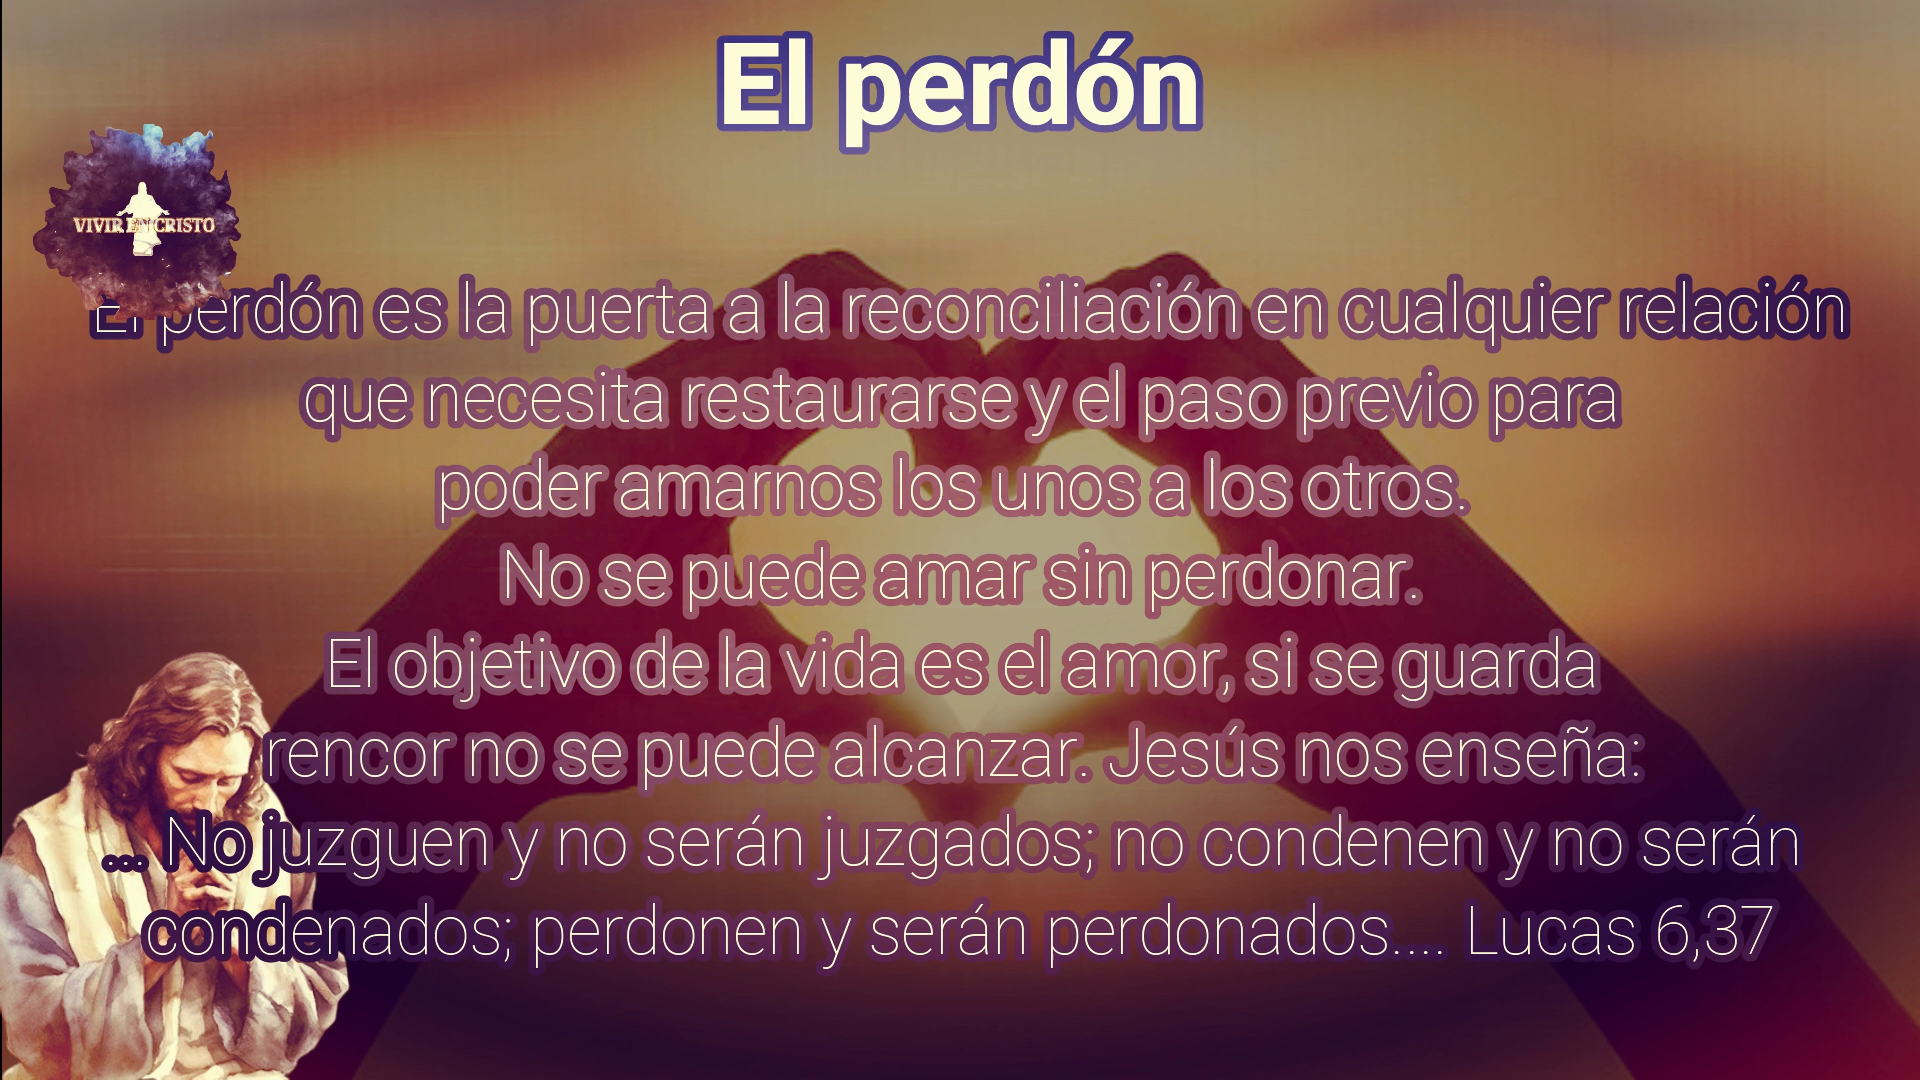 El perdón
VIVIR EN CRISTO
El perdón es la puerta a la reconciliación en cualquier relación
que necesita restaurarse y el paso previo para
poder amarnos los unos a los otros.
No se puede amar sin perdonar.
El objetivo de la vida es el amor, si se guarda
rencor no se puede alcanzar. Jesús nos enseña:
... No juzguen y no serán juzgados; no condenen y no serán
condenados; perdonen y serán perdonados.... Lucas 6,37